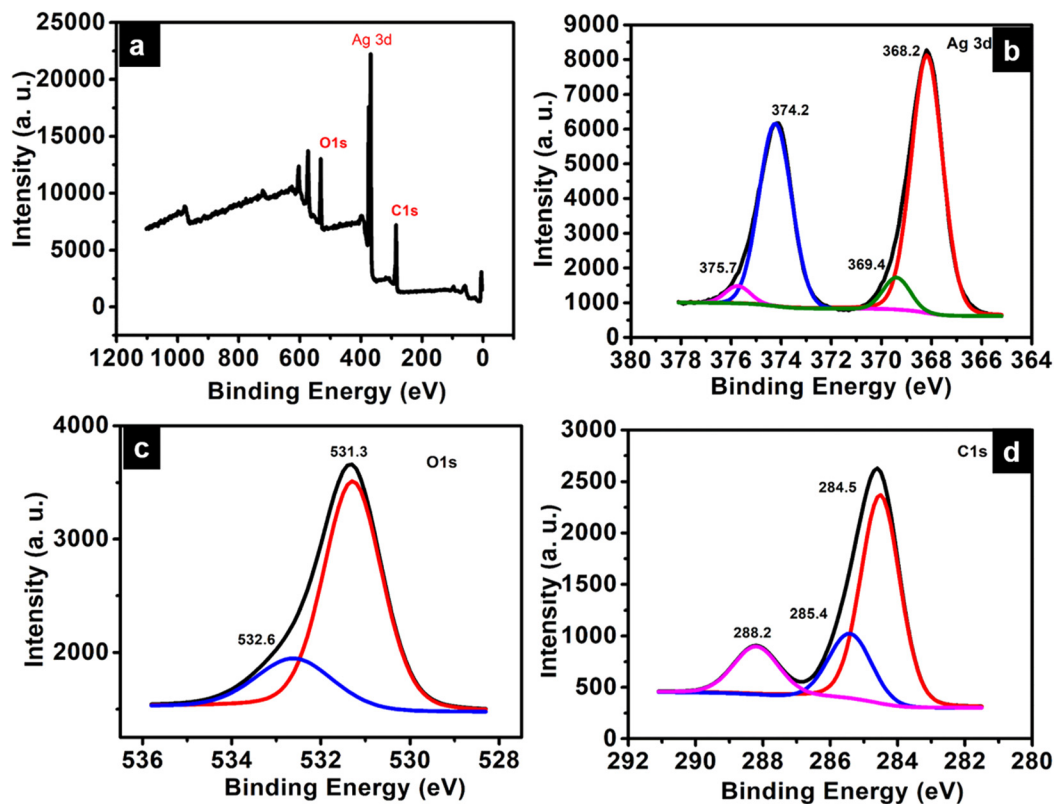 a
Ag 3d
O1s
C1s
Intensity (a. u.)
25000
20000
15000
10000
5000
0
1200 1000 800 600 400 200 0
Binding Energy (eV)
b
Ag 3d
368.2
374.2
375.7
369.4
Intensity (a. u.)
9000
8000
7000
6000
5000
4000
3000
2000
1000
0
380 378 376 374 372 370 368 366 364
Binding Energy (eV)
c
O1s
531.3
532.6
Intensity (a. u.)
4000
3000
2000
536 534 532 530 528
Binding Energy (eV)
d
C1s
284.5
285.4
288.2
Intensity (a. u.)
3000
2500
2000
1500
1000
500
0
292 290 288 286 284 282 280
Binding Energy (eV)